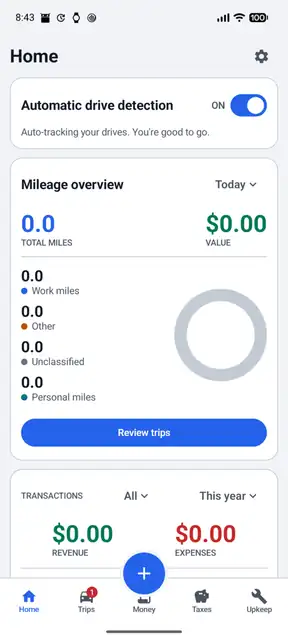 8:43
100
Home
Automatic drive detection
ON
Auto-tracking your drives. You're good to go.
Mileage overview
Today
0.0
$0.00
TOTAL MILES
VALUE
0.0
Work miles
0.0
Other
0.0
Unclassified
0.0
Personal miles
Review trips
TRANSACTIONS
All
This year
$0.00
$0.00
REVENUE
EXPENSES
+
1
Home
Trips
Money
Taxes
Upkeep